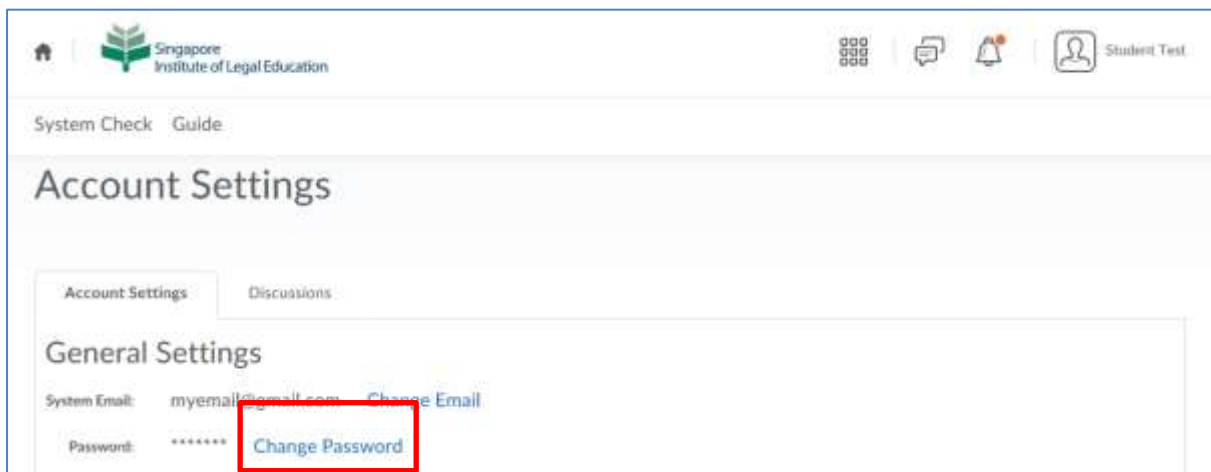 Singapore
Institute of Legal Education
Student Test
System Check Guide
Account Settings
Account Settings Discussions
General Settings
System Email: myemail@gmail.com Change Email
Password: ******* Change Password